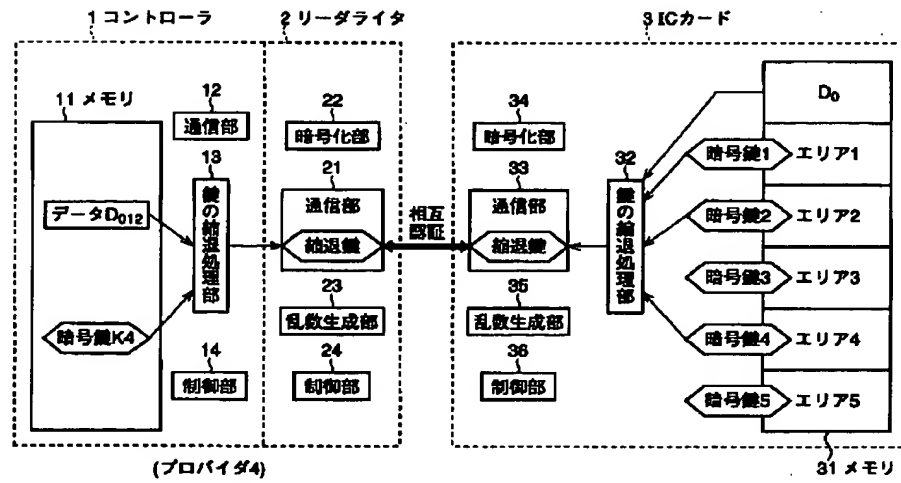 1 コントローラ
2 リーダライタ
3 ICカード
11 メモリ
12
通信部
13
鍵の縮退処理部
データD012
暗号鍵K4
14
制御部
22
暗号化部
21
通信部
縮退鍵
23
乱数生成部
24
制御部
相互
認証
34
暗号化部
33
通信部
縮退鍵
35
乱数生成部
36
制御部
32
鍵の縮退処理部
D0
暗号鍵1 エリア1
暗号鍵2 エリア2
暗号鍵3 エリア3
暗号鍵4 エリア4
暗号鍵5 エリア5
31 メモリ
(プロバイダ4)